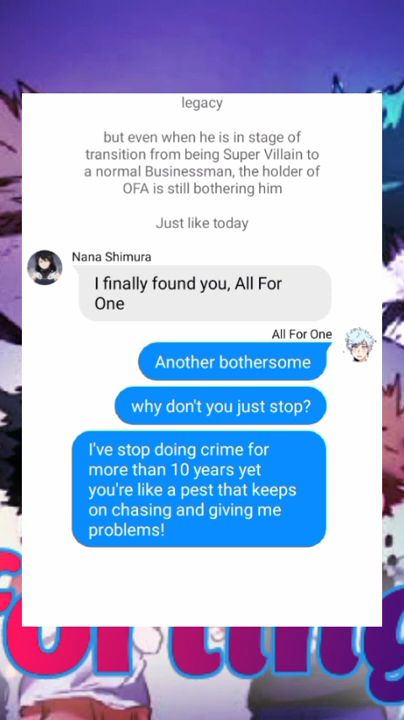 legacy
but even when he is in stage of
transition from being Super Villain to
a normal Businessman, the holder of
OFA is still bothering him
Just like today
Nana Shimura
I finally found you, All For
One
All For One
Another bothersome
why don't you just stop?
I've stop doing crime for
more than 10 years yet
you're like a pest that keeps
on chasing and giving me
problems!